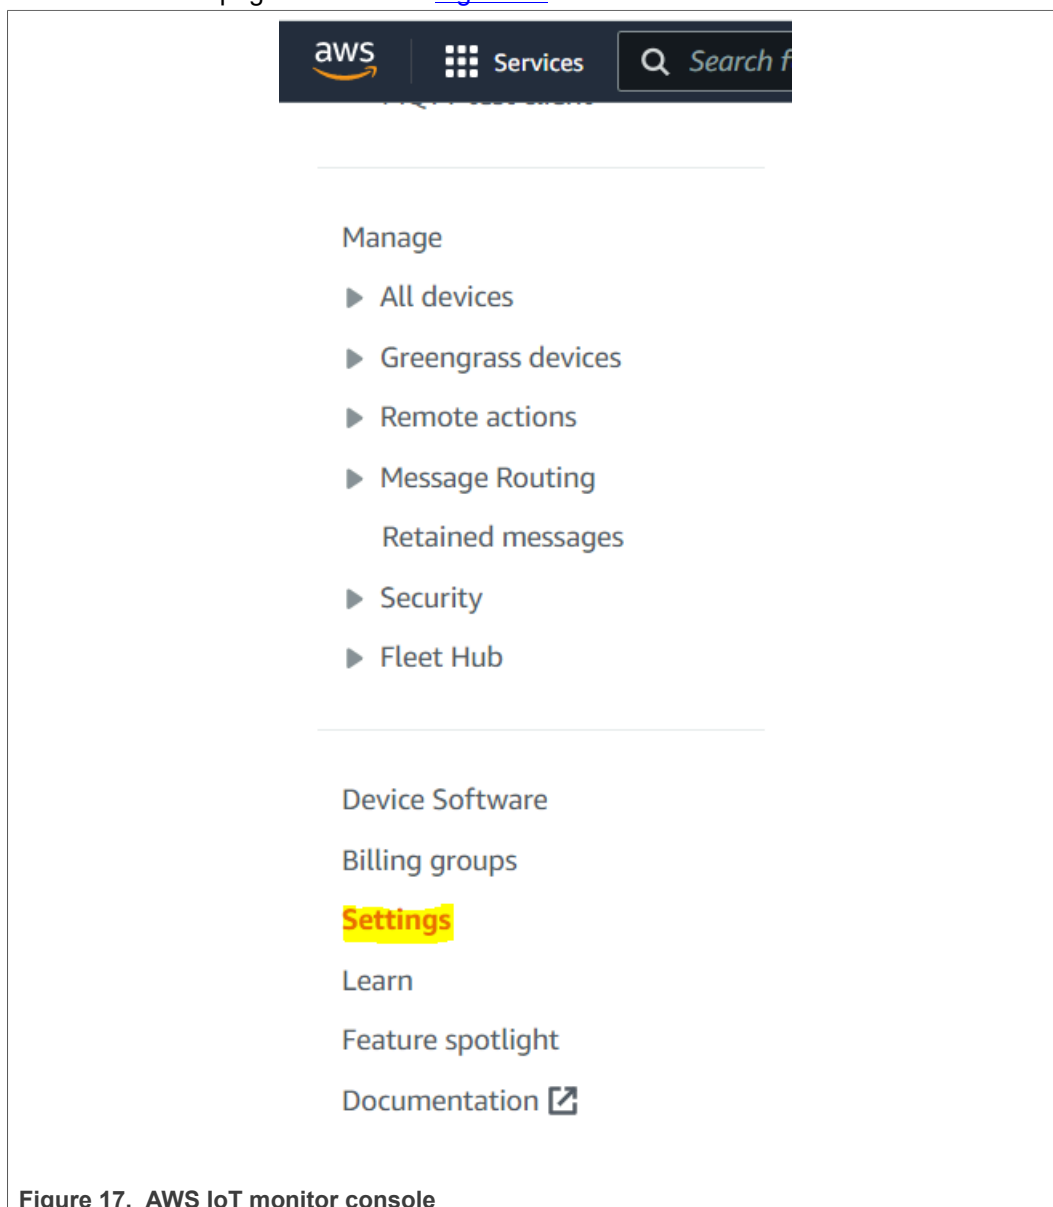 aws
Services
Search f
Manage
All devices
Greengrass devices
Remote actions
Message Routing
Retained messages
Security
Fleet Hub
Device Software
Billing groups
Settings
Learn
Feature spotlight
Documentation
Figure 17. AWS IoT monitor console